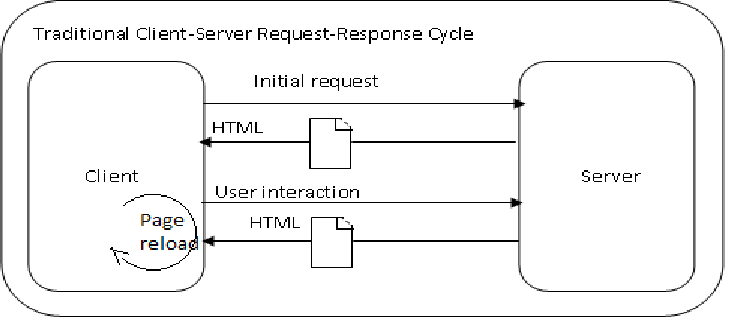 Traditional Client-Server Request-Response Cycle
Initial request
HTML
Client
Server
User interaction
Page
reload
HTML